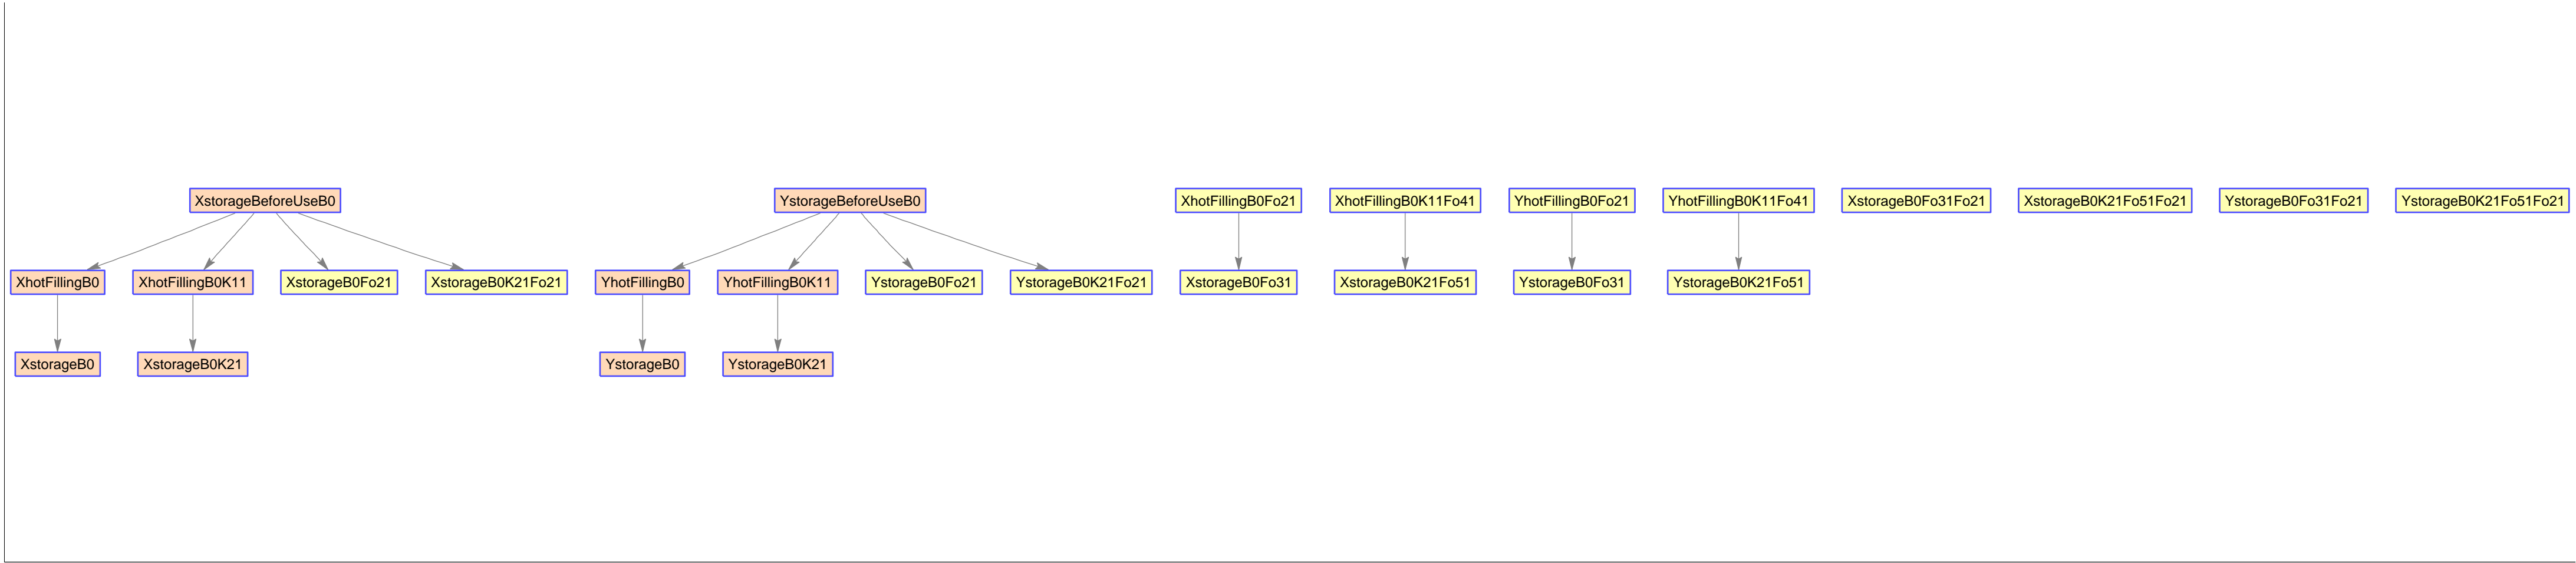 XstorageBeforeUseB0
YstorageBeforeUseB0
XhotFillingB0Fo21
XhotFillingB0K11Fo41
YhotFillingB0Fo21
YhotFillingB0K11Fo41
XstorageB0Fo31Fo21
XstorageB0K21Fo51Fo21
YstorageB0Fo31Fo21
YstorageB0K21Fo51Fo21
XhotFillingB0
XhotFillingB0K11
XstorageB0Fo21
XstorageB0K21Fo21
YhotFillingB0
YhotFillingB0K11
YstorageB0Fo21
YstorageB0K21Fo21
XstorageB0Fo31
XstorageB0K21Fo51
YstorageB0Fo31
YstorageB0K21Fo51
XstorageB0
XstorageB0K21
YstorageB0
YstorageB0K21